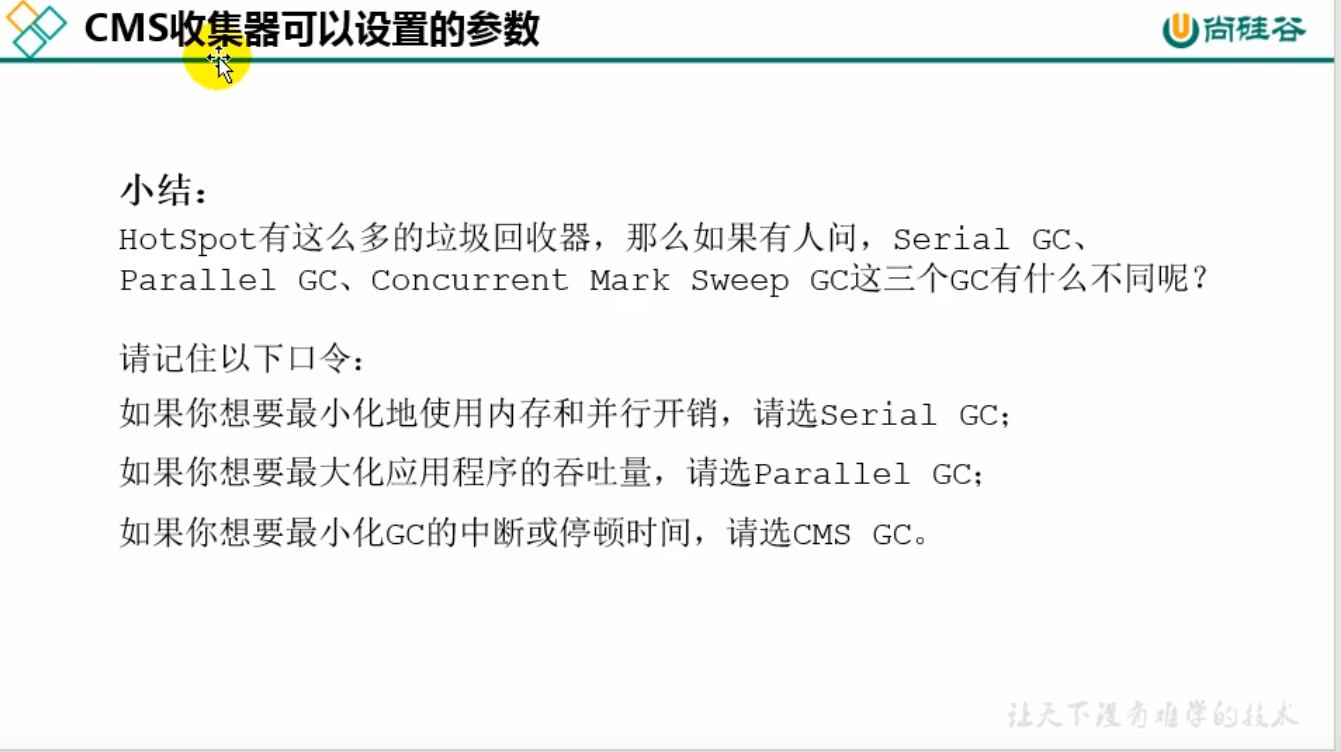 CMS收集器可以设置的参数
尚硅谷
小结：
HotSpot有这么多的垃圾回收器，那么如果有人问，Serial GC、
Parallel GC、Concurrent Mark Sweep GC这三个GC有什么不同呢？
请记住以下口令：
如果你想要最小化地使用内存和并行开销，请选Serial GC；
如果你想要最大化应用程序的吞吐量，请选Parallel GC；
如果你想要最小化GC的中断或停顿时间，请选CMS GC。
让天下没有难学的技术